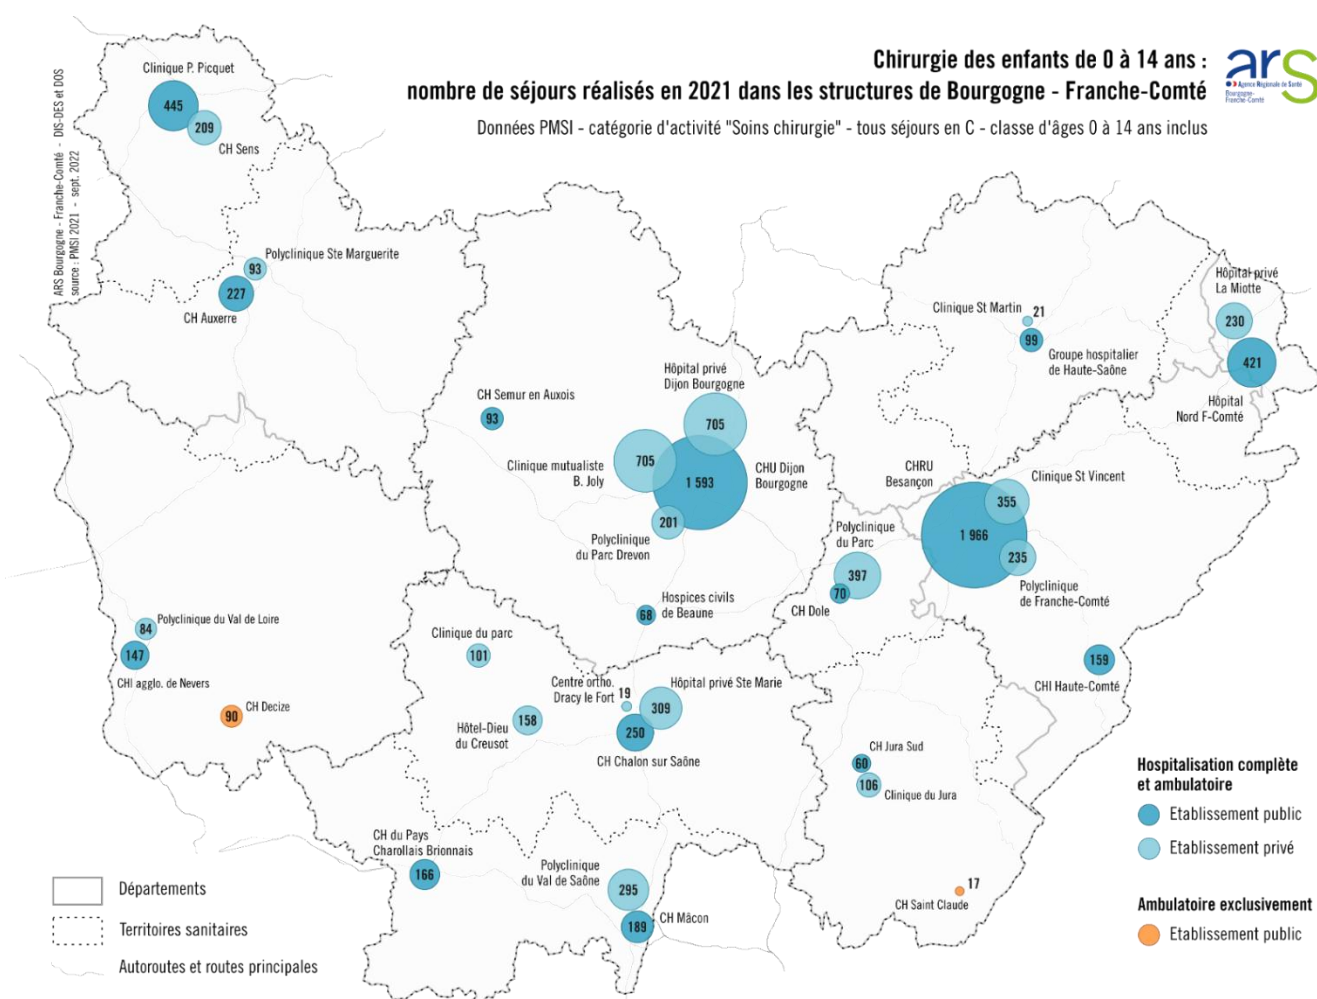 Chirurgie des enfants de 0 à 14 ans :
nombre de séjours réalisés en 2021 dans les structures de Bourgogne - Franche-Comté
Données PMSI - catégorie d'activité "Soins chirurgie" - tous séjours en C - classe d'âges 0 à 14 ans inclus
ars
Agence Régionale de Santé
Bourgogne-
Franche-Comté
ARS Bourgogne - Franche-Comté - DIS-DES et DOS
source : PMSI 2021 - sept. 2022
Clinique P. Picquet
445
209
CH Sens
Polyclinique Ste Marguerite
93
227
CH Auxerre
Hôpital privé
La Miotte
230
421
Hôpital
Nord F-Comté
Clinique St Martin
21
99
Groupe hospitalier
de Haute-Saône
Hôpital privé
Dijon Bourgogne
705
CH Semur en Auxois
93
Clinique mutualiste
B. Joly
705
1 593
CHU Dijon
Bourgogne
201
Polyclinique
du Parc Drevon
CHRU
Besançon
Clinique St Vincent
355
1 966
235
Polyclinique
de Franche-Comté
Polyclinique
du Parc
397
70
CH Dole
Hospices civils
de Beaune
68
159
CHI Haute-Comté
Polyclinique du Val de Loire
84
147
CHI agglo. de Nevers
CH Decize
90
Clinique du parc
101
Centre ortho.
Dracy le Fort
19
Hôpital privé Ste Marie
309
158
Hôtel-Dieu
du Creusot
250
CH Chalon sur Saône
CH Jura Sud
60
106
Clinique du Jura
CH du Pays
Charollais Brionnais
166
Polyclinique
du Val de Saône
295
189
CH Mâcon
17
CH Saint Claude
Départements
Territoires sanitaires
Autoroutes et routes principales
Hospitalisation complète
et ambulatoire
Etablissement public
Etablissement privé
Ambulatoire exclusivement
Etablissement public